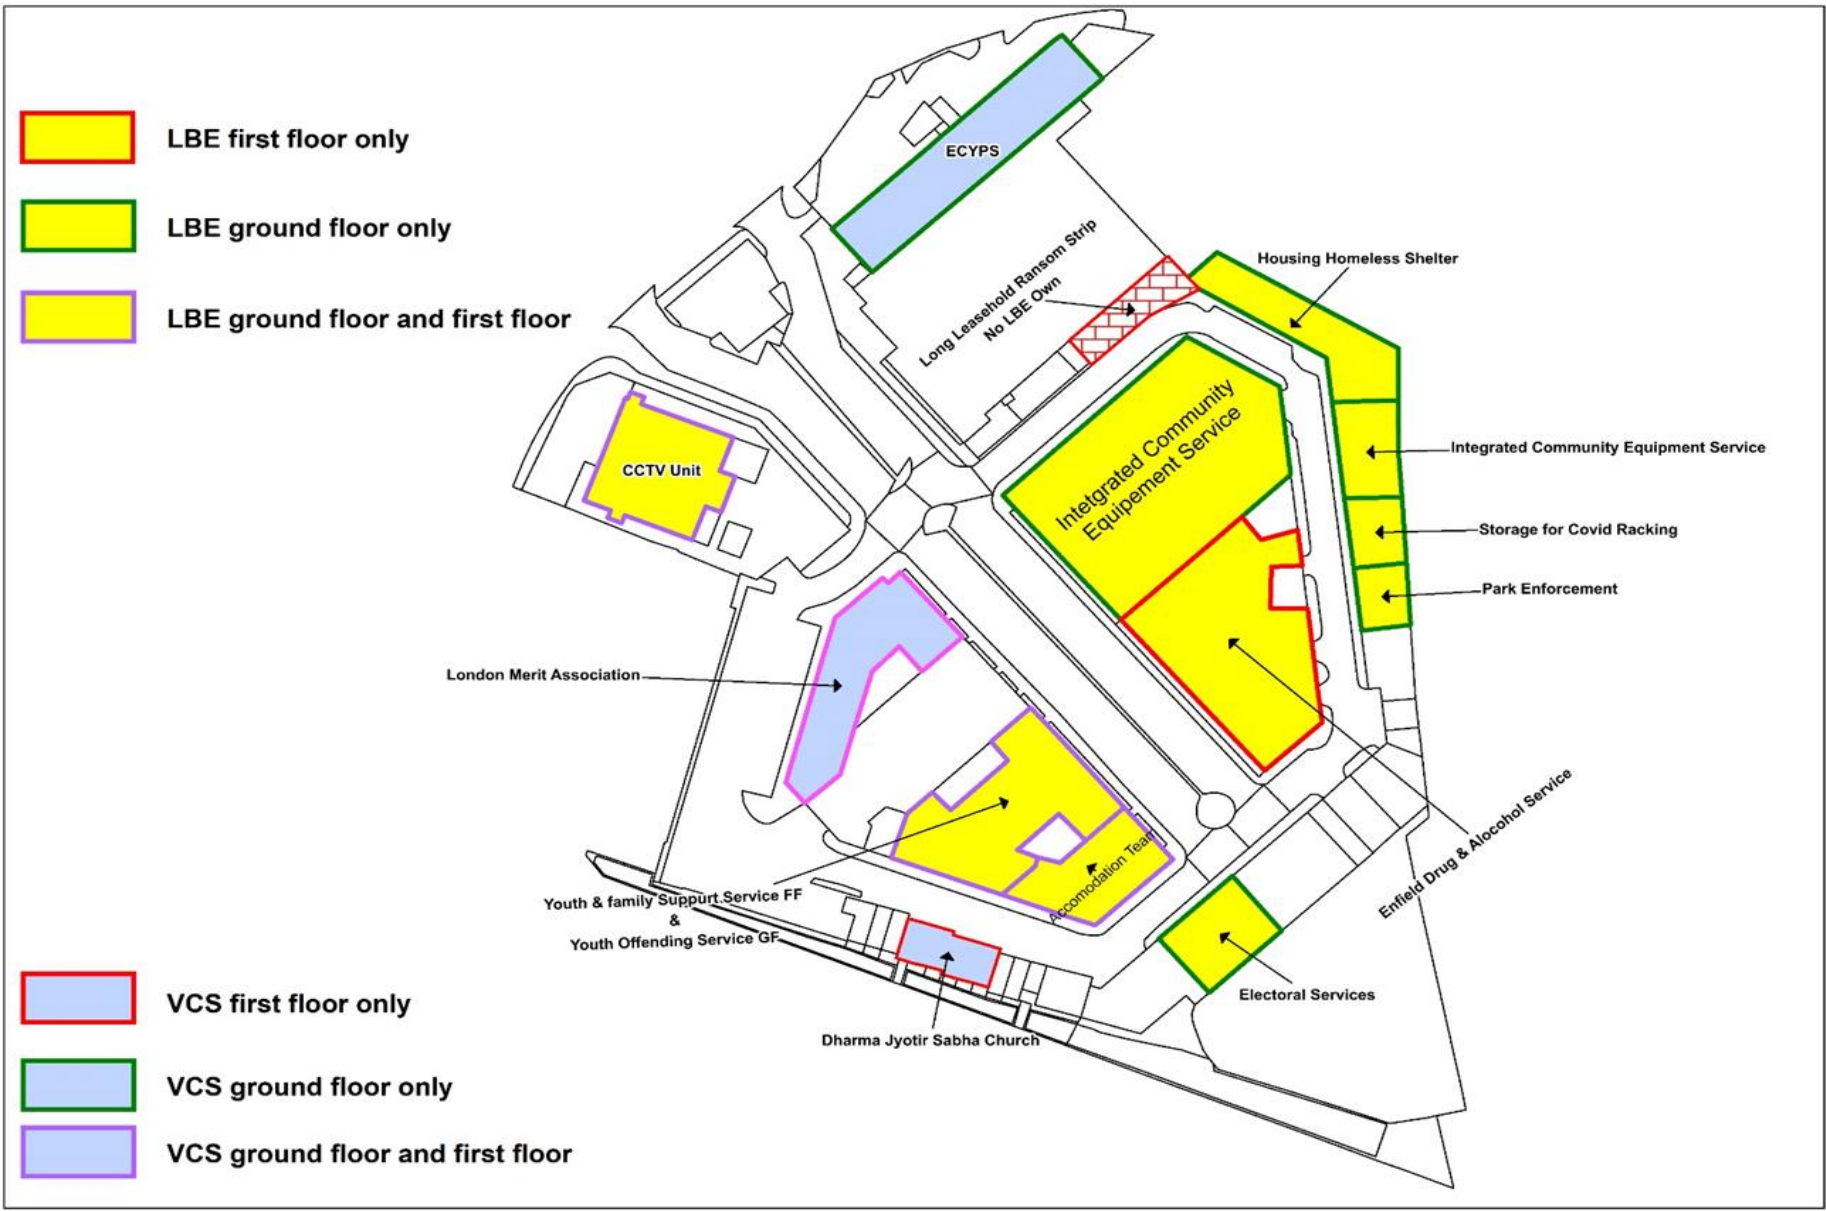 LBE first floor only
LBE ground floor only
LBE ground floor and first floor
ECYPS
Long Leasehold Ransom Strip
No LBE Own
Housing Homeless Shelter
Intetgrated Community
Equipement Service
Integrated Community Equipment Service
CCTV Unit
Storage for Covid Racking
Park Enforcement
London Merit Association
Enfield Drug & Alocohol Service
Accomodation Team
Youth & family Suppurt Service FF
&
Youth Offending Service GF
Electoral Services
Dharma Jyotir Sabha Church
VCS first floor only
VCS ground floor only
VCS ground floor and first floor